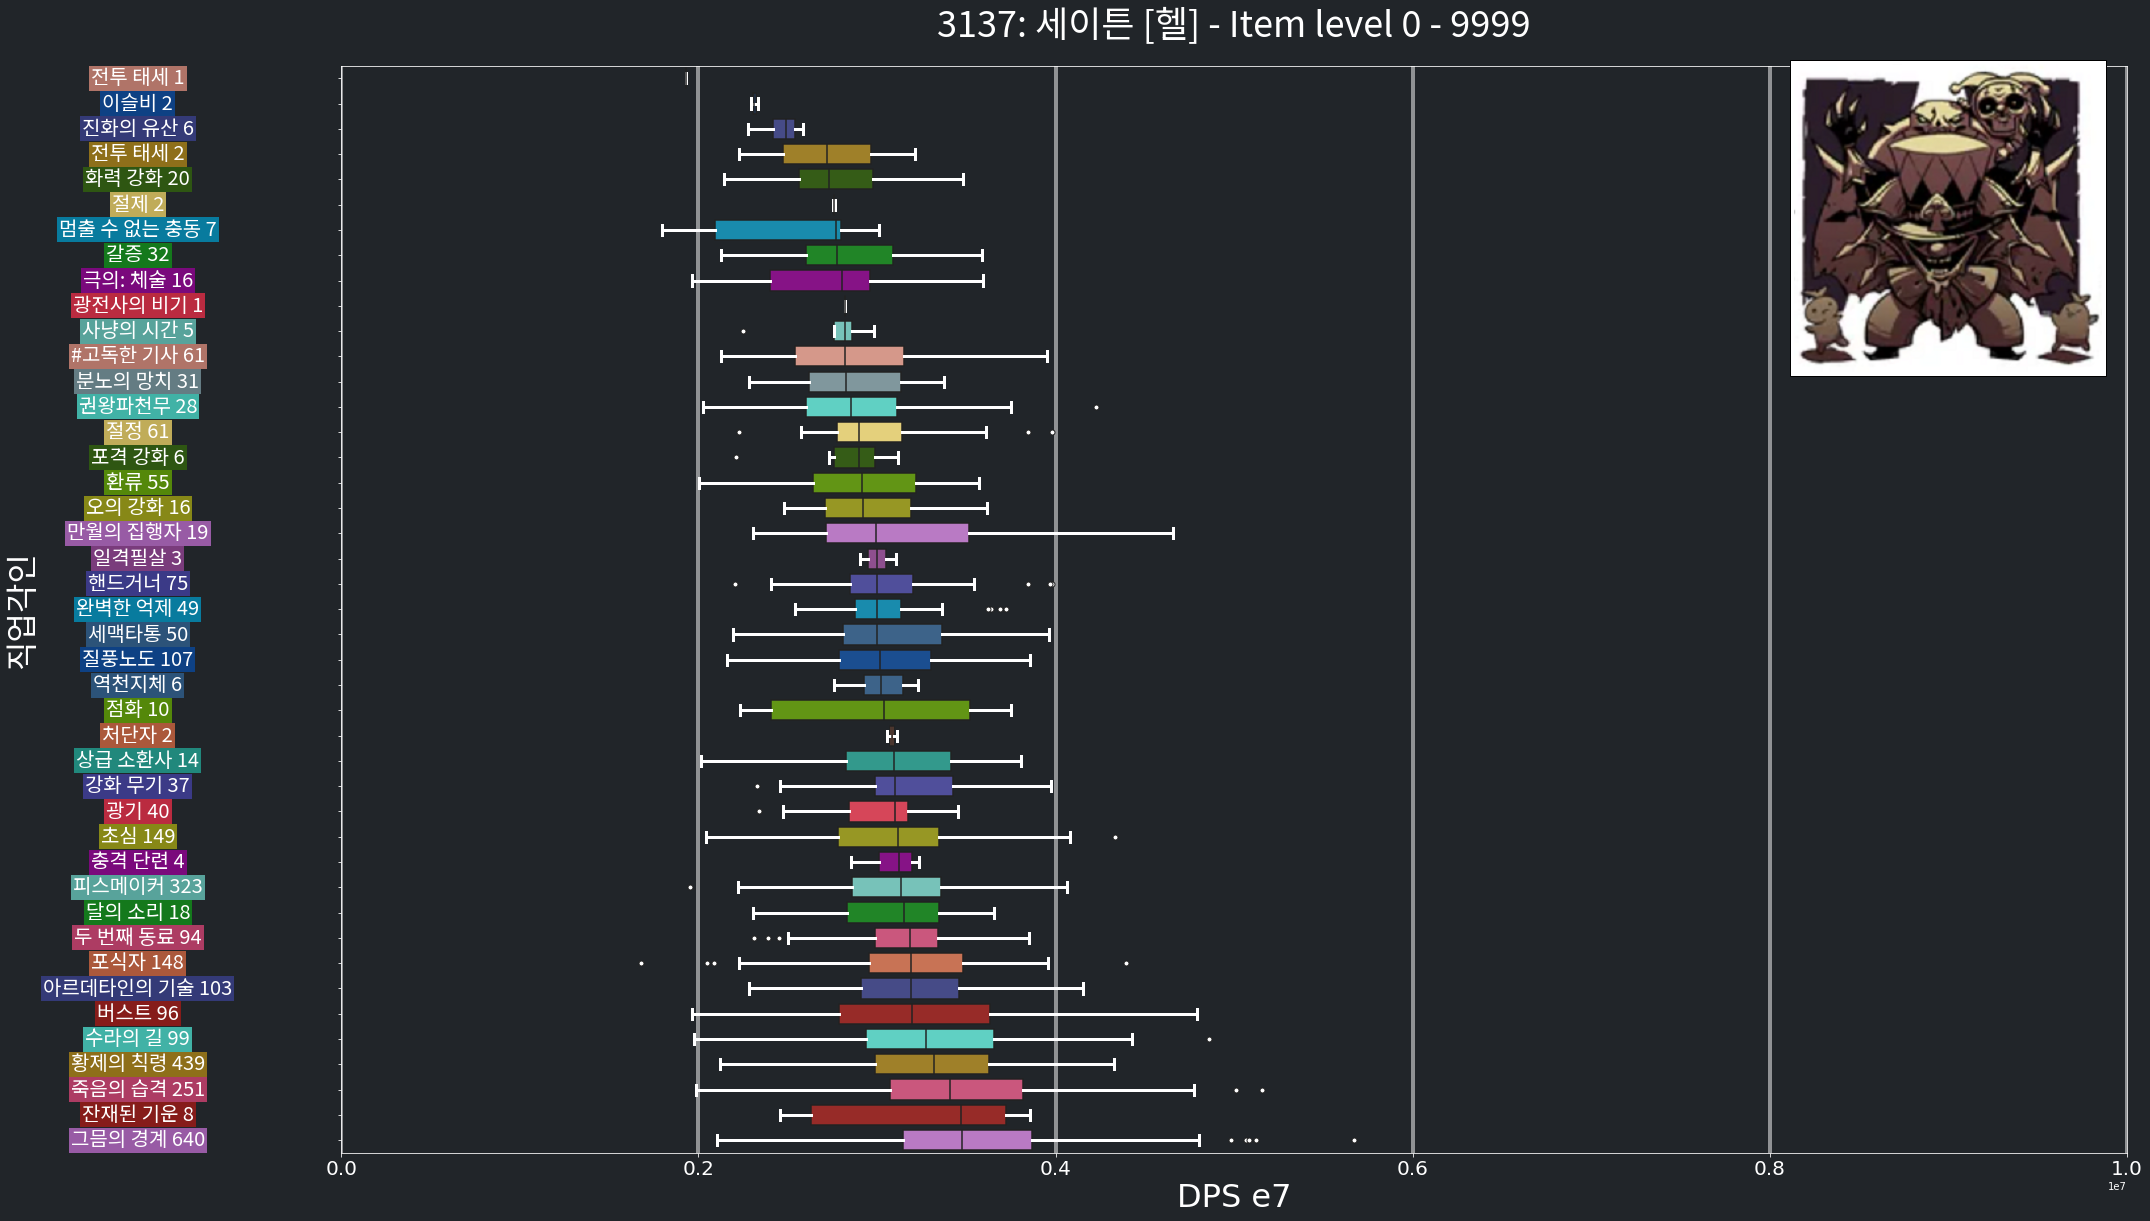 3137: 세이튼 [헬] - Item level 0 - 9999
직업각인
전투 태세 1
이슬비 2
진화의 유산 6
전투 태세 2
화력 강화 20
절제 2
멈출 수 없는 충동 7
갈증 32
극의: 체술 16
광전사의 비기 1
사냥의 시간 5
#고독한 기사 61
분노의 망치 31
권왕파천무 28
절정 61
포격 강화 6
환류 55
오의 강화 16
만월의 집행자 19
일격필살 3
핸드거너 75
완벽한 억제 49
세맥타통 50
질풍노도 107
역천지체 6
점화 10
처단자 2
상급 소환사 14
강화 무기 37
광기 40
초심 149
충격 단련 4
피스메이커 323
달의 소리 18
두 번째 동료 94
포식자 148
아르데타인의 기술 103
버스트 96
수라의 길 99
황제의 칙령 439
죽음의 습격 251
잔재된 기운 8
그믐의 경계 640
0.0 0.2 0.4 0.6 0.8 1.0
1e7
DPS e7